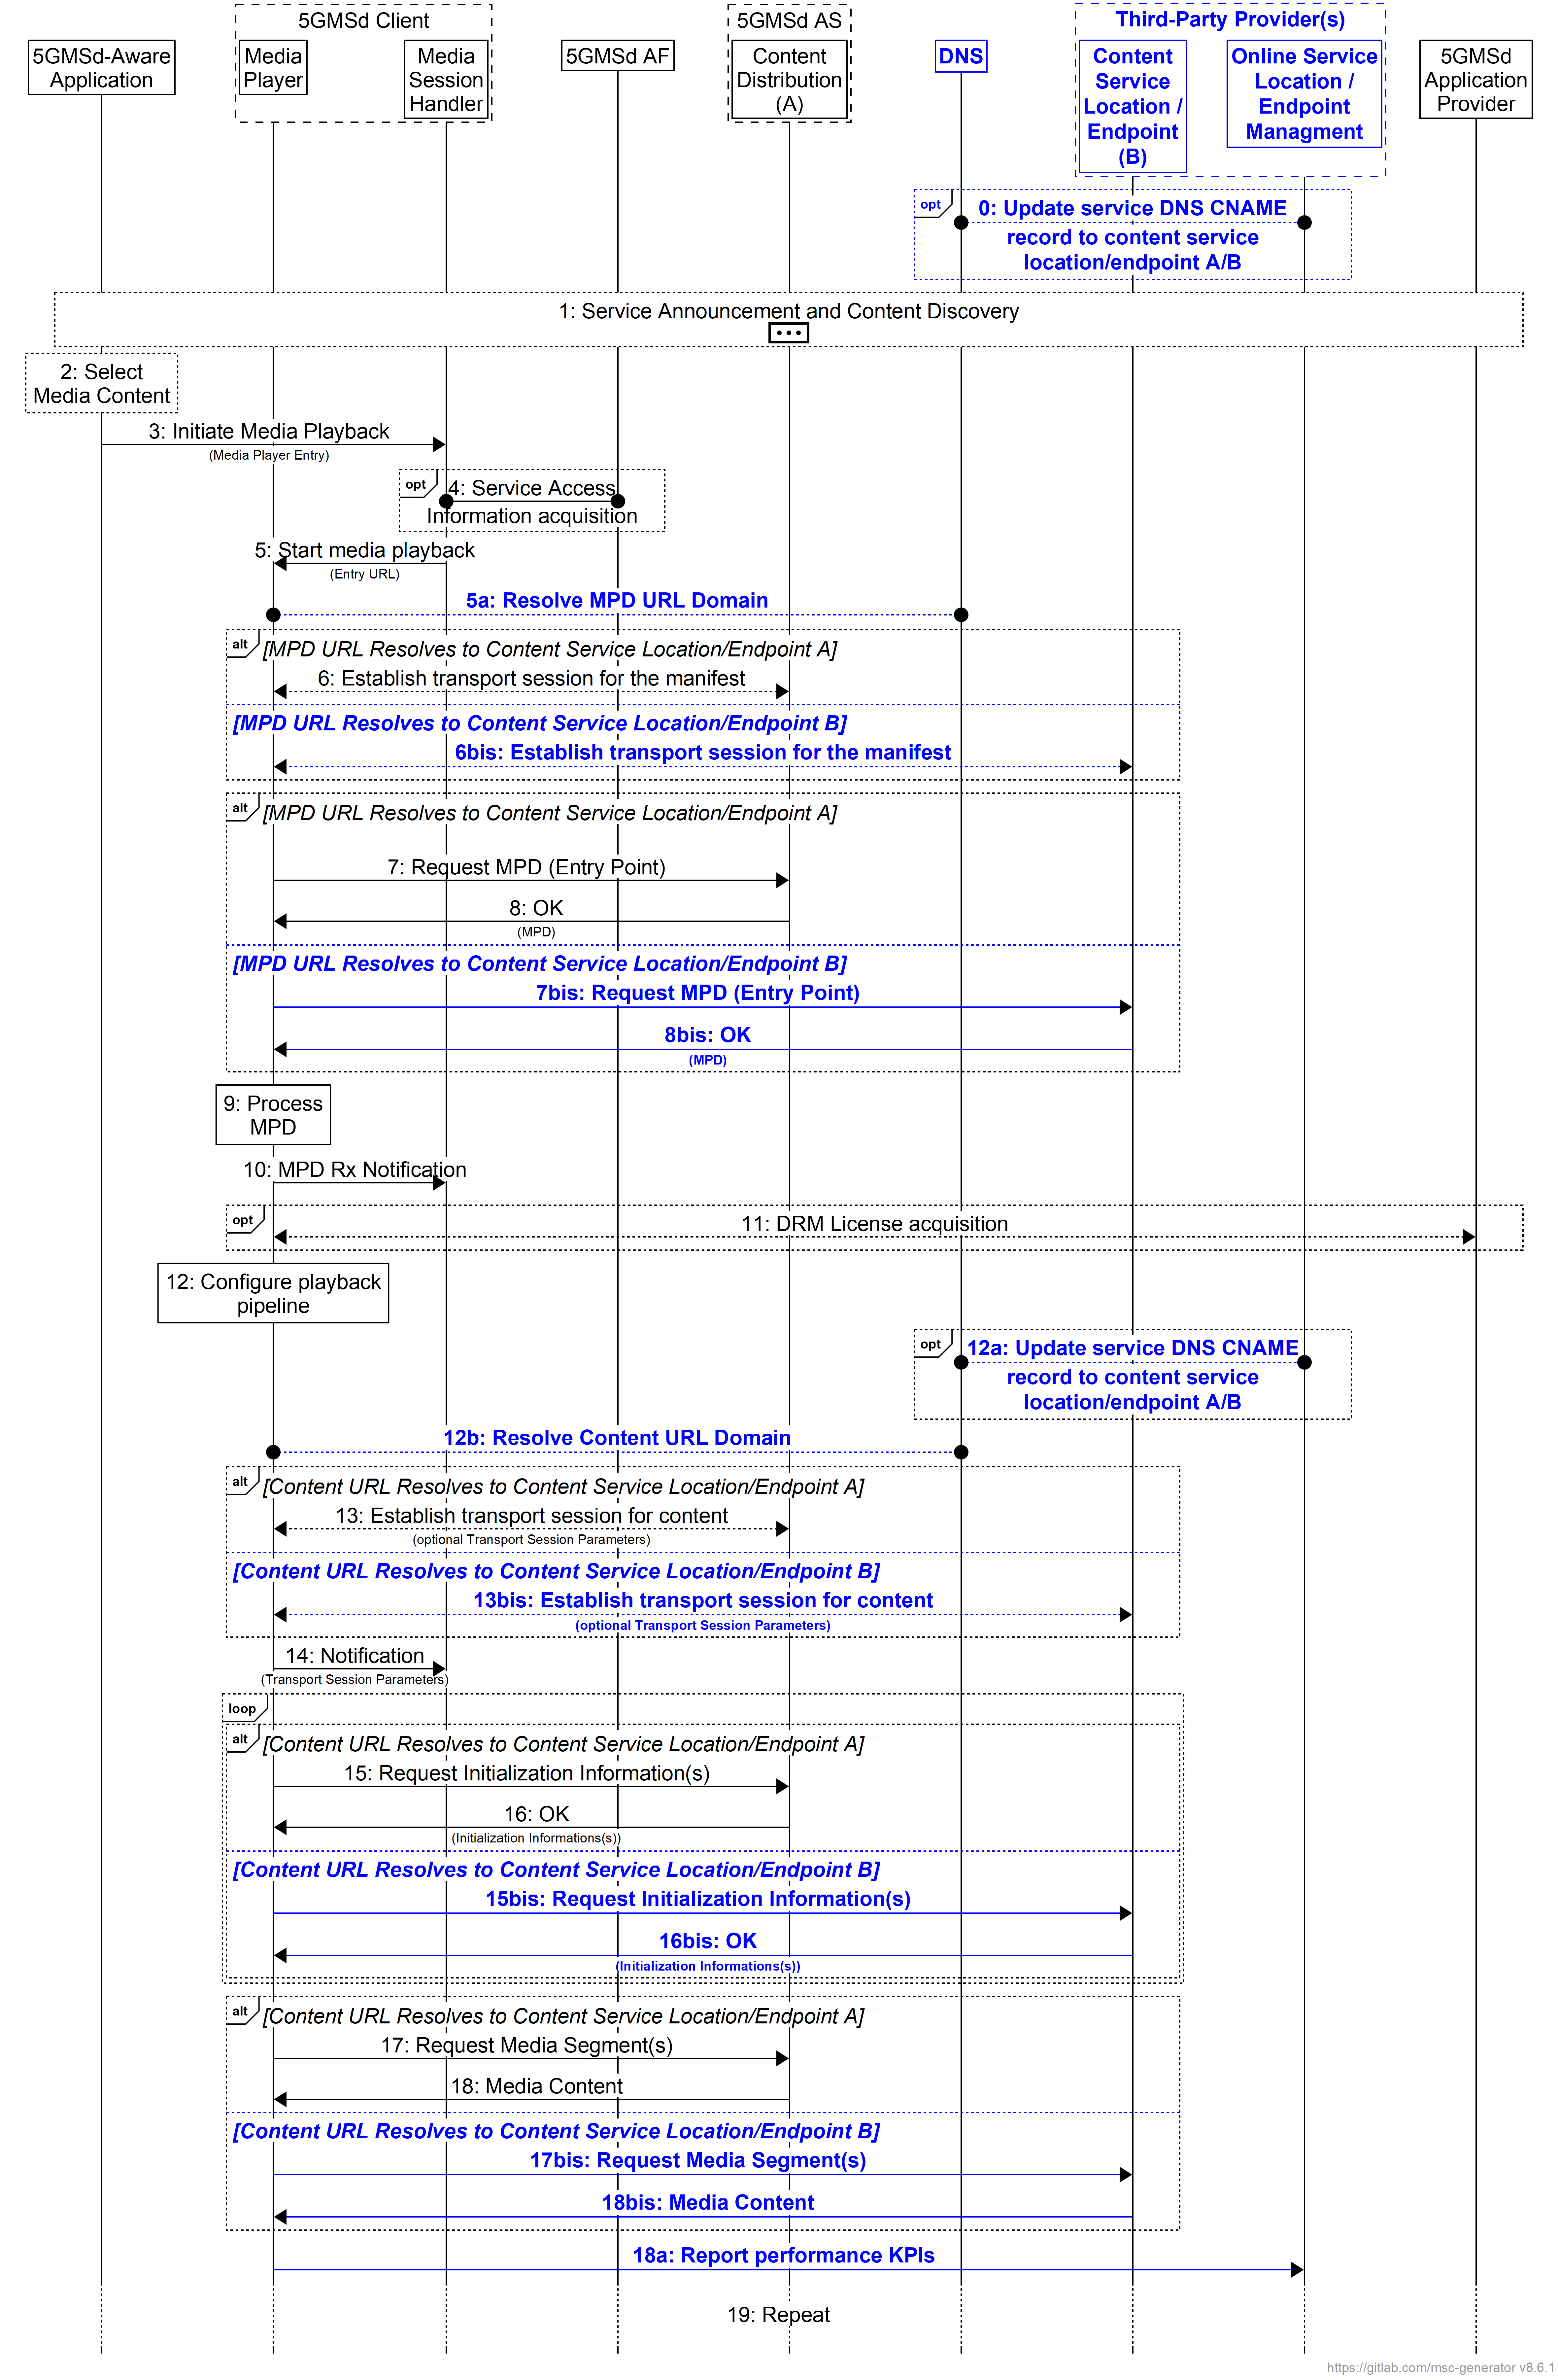 5GMSd Client
5GMSd AS
Third-Party Provider(s)
5GMSd-Aware
Application
Media
Player
Media
Session
Handler
5GMSd AF
Content
Distribution
(A)
DNS
Content
Service
Location /
Endpoint
(B)
Online Service
Location /
Endpoint
Managment
5GMSd
Application
Provider
opt
0: Update service DNS CNAME
record to content service
location/endpoint A/B
1: Service Announcement and Content Discovery
2: Select
Media Content
3: Initiate Media Playback
(Media Player Entry)
opt
4: Service Access
Information acquisition
5: Start media playback
(Entry URL)
5a: Resolve MPD URL Domain
alt
[MPD URL Resolves to Content Service Location/Endpoint A]
6: Establish transport session for the manifest
[MPD URL Resolves to Content Service Location/Endpoint B]
6bis: Establish transport session for the manifest
alt
[MPD URL Resolves to Content Service Location/Endpoint A]
7: Request MPD (Entry Point)
8: OK
(MPD)
[MPD URL Resolves to Content Service Location/Endpoint B]
7bis: Request MPD (Entry Point)
8bis: OK
(MPD)
9: Process
MPD
10: MPD Rx Notification
opt
11: DRM License acquisition
12: Configure playback
pipeline
opt
12a: Update service DNS CNAME
record to content service
location/endpoint A/B
12b: Resolve Content URL Domain
alt
[Content URL Resolves to Content Service Location/Endpoint A]
13: Establish transport session for content
(optional Transport Session Parameters)
[Content URL Resolves to Content Service Location/Endpoint B]
13bis: Establish transport session for content
(optional Transport Session Parameters)
14: Notification
(Transport Session Parameters)
loop
alt
[Content URL Resolves to Content Service Location/Endpoint A]
15: Request Initialization Information(s)
16: OK
(Initialization Informations(s))
[Content URL Resolves to Content Service Location/Endpoint B]
15bis: Request Initialization Information(s)
16bis: OK
(Initialization Informations(s))
alt
[Content URL Resolves to Content Service Location/Endpoint A]
17: Request Media Segment(s)
18: Media Content
[Content URL Resolves to Content Service Location/Endpoint B]
17bis: Request Media Segment(s)
18bis: Media Content
18a: Report performance KPIs
19: Repeat
https://gitlab.com/msc-generator v8.6.1